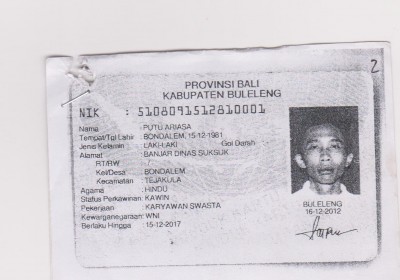 2
PROVINSI BALI
KABUPATEN BULELENG
NIK : 5108091512810001
Nama : PUTU ARIASA
Tempat/Tgl Lahir : BONDALEM, 15-12-1981
Jenis Kelamin : LAKI-LAKI Gol Darah
Alamat : BANJAR DINAS SUKSUK
RT/RW : /
Kel/Desa : BONDALEM
Kecamatan : TEJAKULA
Agama : HINDU
Status Perkawinan: KAWIN
Pekerjaan : KARYAWAN SWASTA
Kewarganegaraan: WNI
Berlaku Hingga : 15-12-2017
BULELENG
16-12-2012